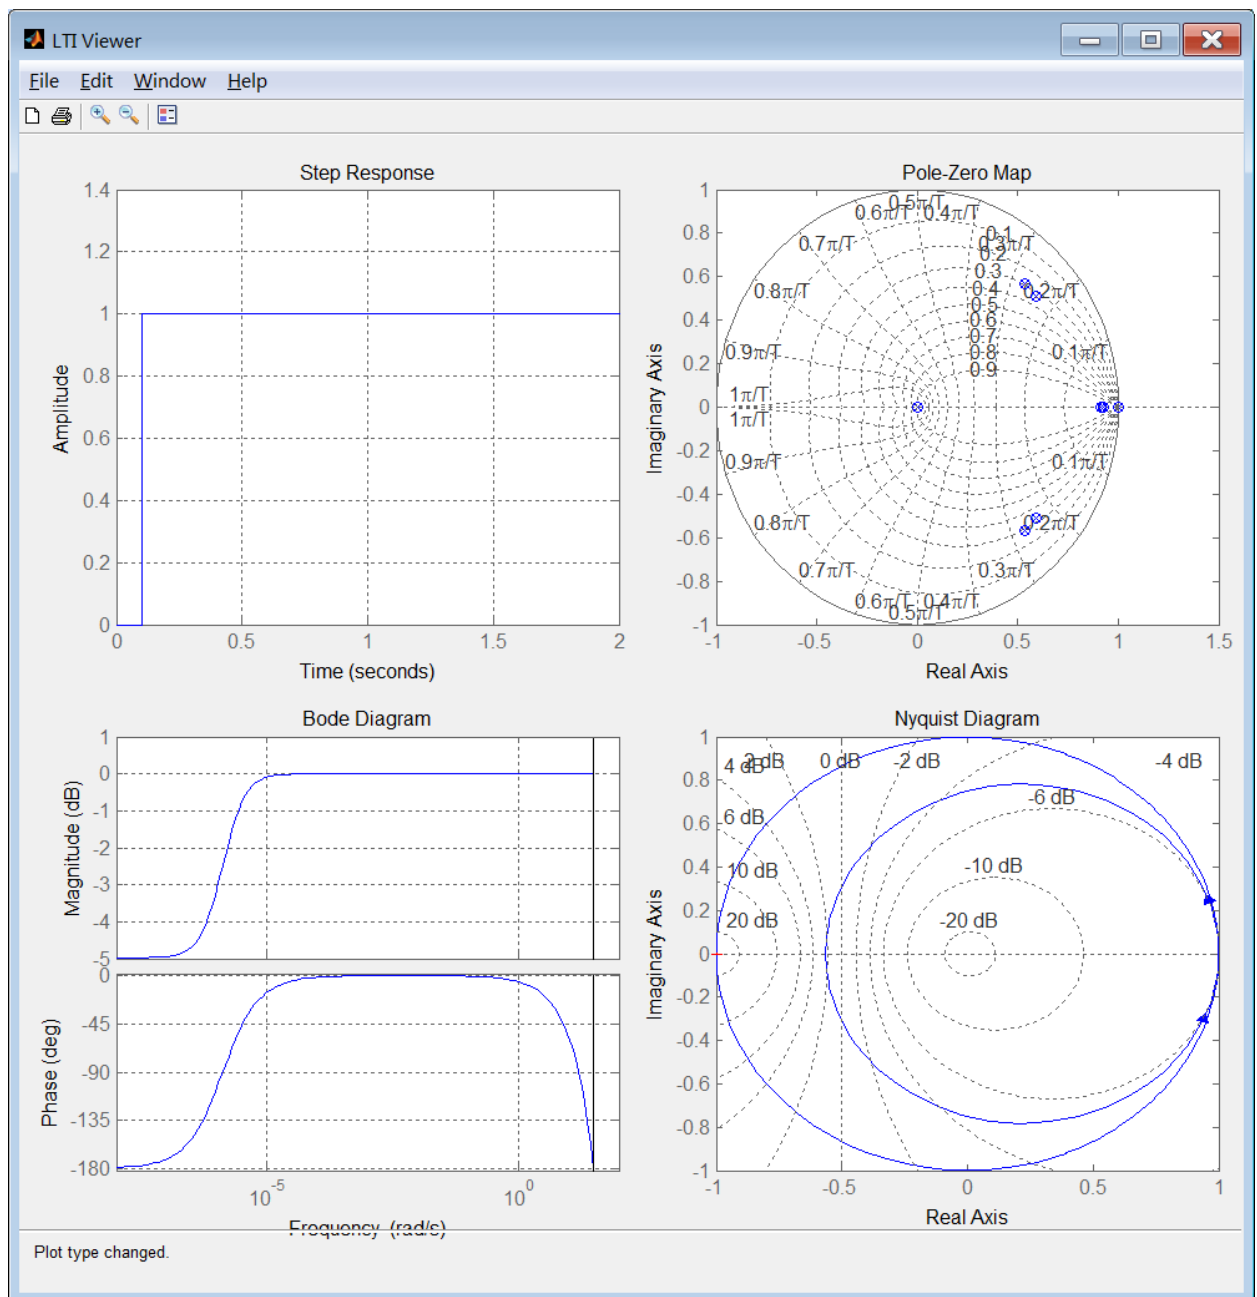 LTI Viewer
File Edit Window Help
Step Response
1.4
1.2
1
0.8
0.6
0.4
0.2
0
0 0.5 1 1.5 2
Amplitude
Time (seconds)
Pole-Zero Map
1
0.8
0.6
0.4
0.2
0
-0.2
-0.4
-0.6
-0.8
-1
-1 -0.5 0 0.5 1 1.5
Imaginary Axis
Real Axis
0.5π/T
0.6π/T 0.4π/T
0.1
0.7π/T 0.3π/T
0.2
0.3
0.8π/T 0.4 0.2π/T
0.5
0.6
0.7
0.9π/T 0.8 0.1π/T
0.9
1π/T
1π/T
0.9π/T 0.1π/T
0.8π/T 0.2π/T
0.7π/T 0.3π/T
0.6π/T 0.4π/T
0.5π/T
Bode Diagram
1
0
-1
-2
-3
-4
-5
Magnitude (dB)
0
-45
-90
-135
-180
Phase (deg)
10-5 100
Frequency (rad/s)
Nyquist Diagram
1
0.8
0.6
0.4
0.2
0
-0.2
-0.4
-0.6
-0.8
-1
-1 -0.5 0 0.5 1
Imaginary Axis
Real Axis
4 dB 2 dB 0 dB -2 dB -4 dB
-6 dB
6 dB
10 dB -10 dB
20 dB -20 dB
Plot type changed.